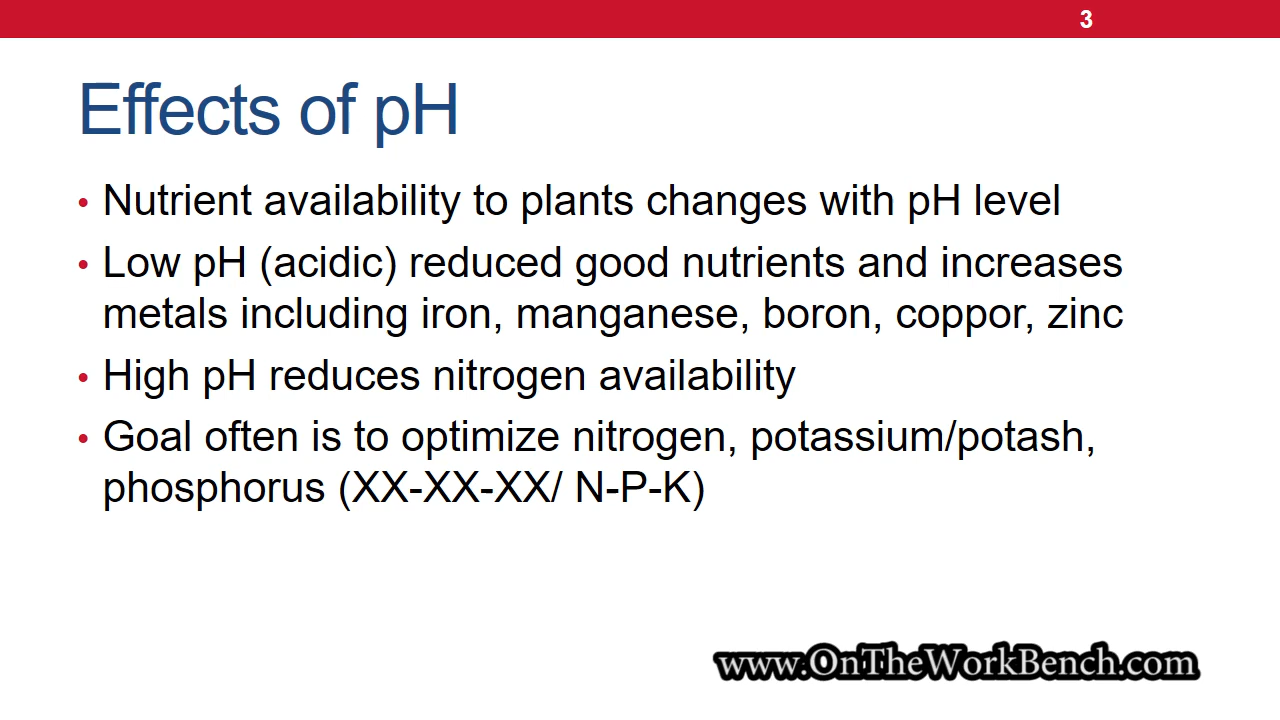 3
Effects of pH
• Nutrient availability to plants changes with pH level
• Low pH (acidic) reduced good nutrients and increases
metals including iron, manganese, boron, coppor, zinc
• High pH reduces nitrogen availability
• Goal often is to optimize nitrogen, potassium/potash,
phosphorus (XX-XX-XX/ N-P-K)
www.OnTheWorkBench.com